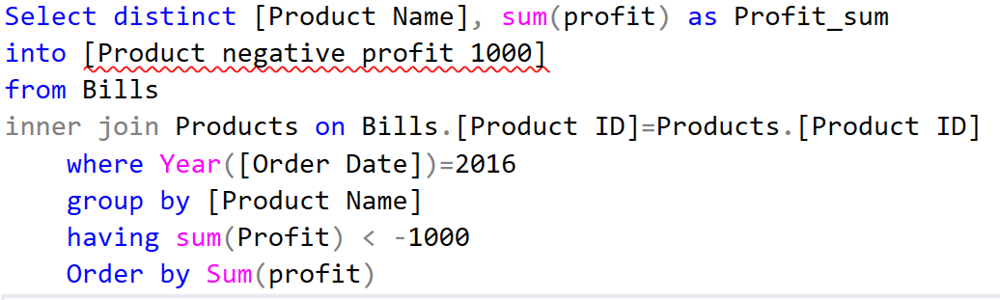 Select distinct [Product Name], sum(profit) as Profit_sum
into [Product negative profit 1000]
from Bills
inner join Products on Bills.[Product ID]=Products.[Product ID]
where Year([Order Date])=2016
group by [Product Name]
having sum(Profit) < -1000
Order by Sum(profit)